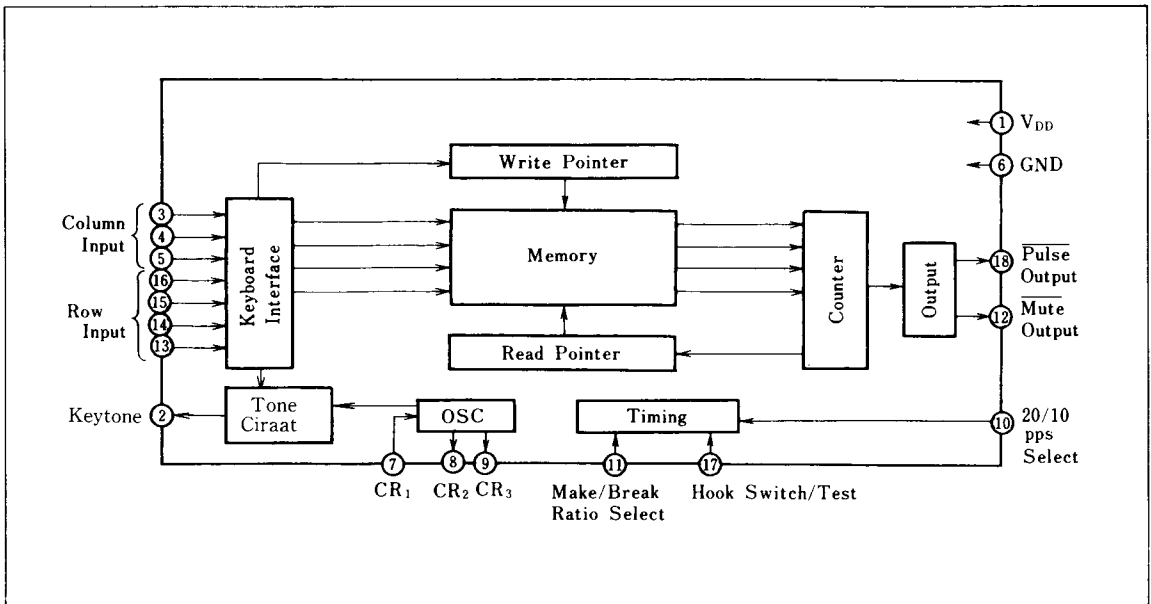 1 V_DD
Write Pointer
6 GND
Column
Input
3
4
5
16
15
14
13
Row
Input
Keyboard
Interface
Memory
Counter
Output
18 Pulse
Output
12 Mute
Output
Read Pointer
Keytone 2
Tone
Ciraat
OSC
Timing
10 20/10
pps
Select
7
8
9
11
17
CR₁
CR₂
CR₃
Make/Break
Ratio Select
Hook Switch/Test